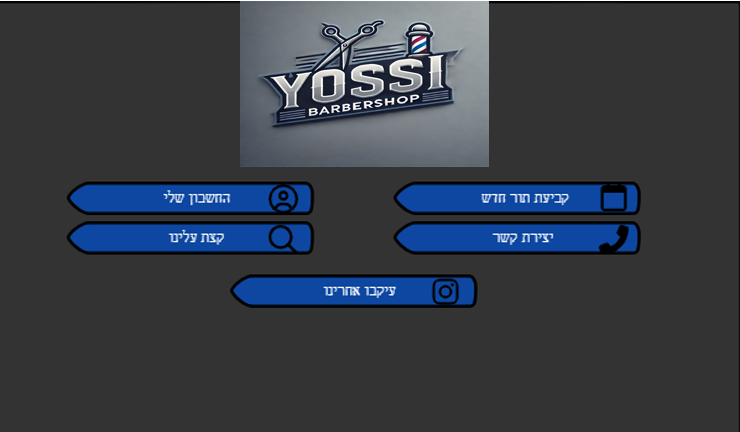 YOSSI
BARBERSHOP
קביעת תור חדש
החשבון שלי
יצירת קשר
קצת עלינו
עיקבו אחרינו